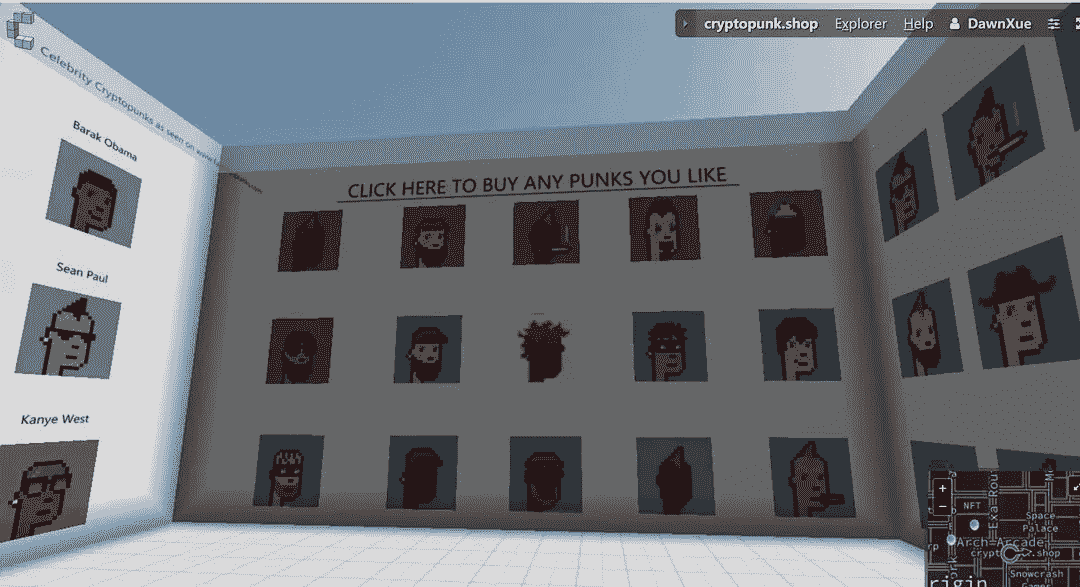 cryptopunk.shop Explorer Help DawnXue
Celebrity Cryptopunks as seen on www.
Barak Obama
Sean Paul
Kanye West
CLICK HERE TO BUY ANY PUNKS YOU LIKE
+
−
NFT
Space
Palace
Arch Arcade
.shop
Snowcrash